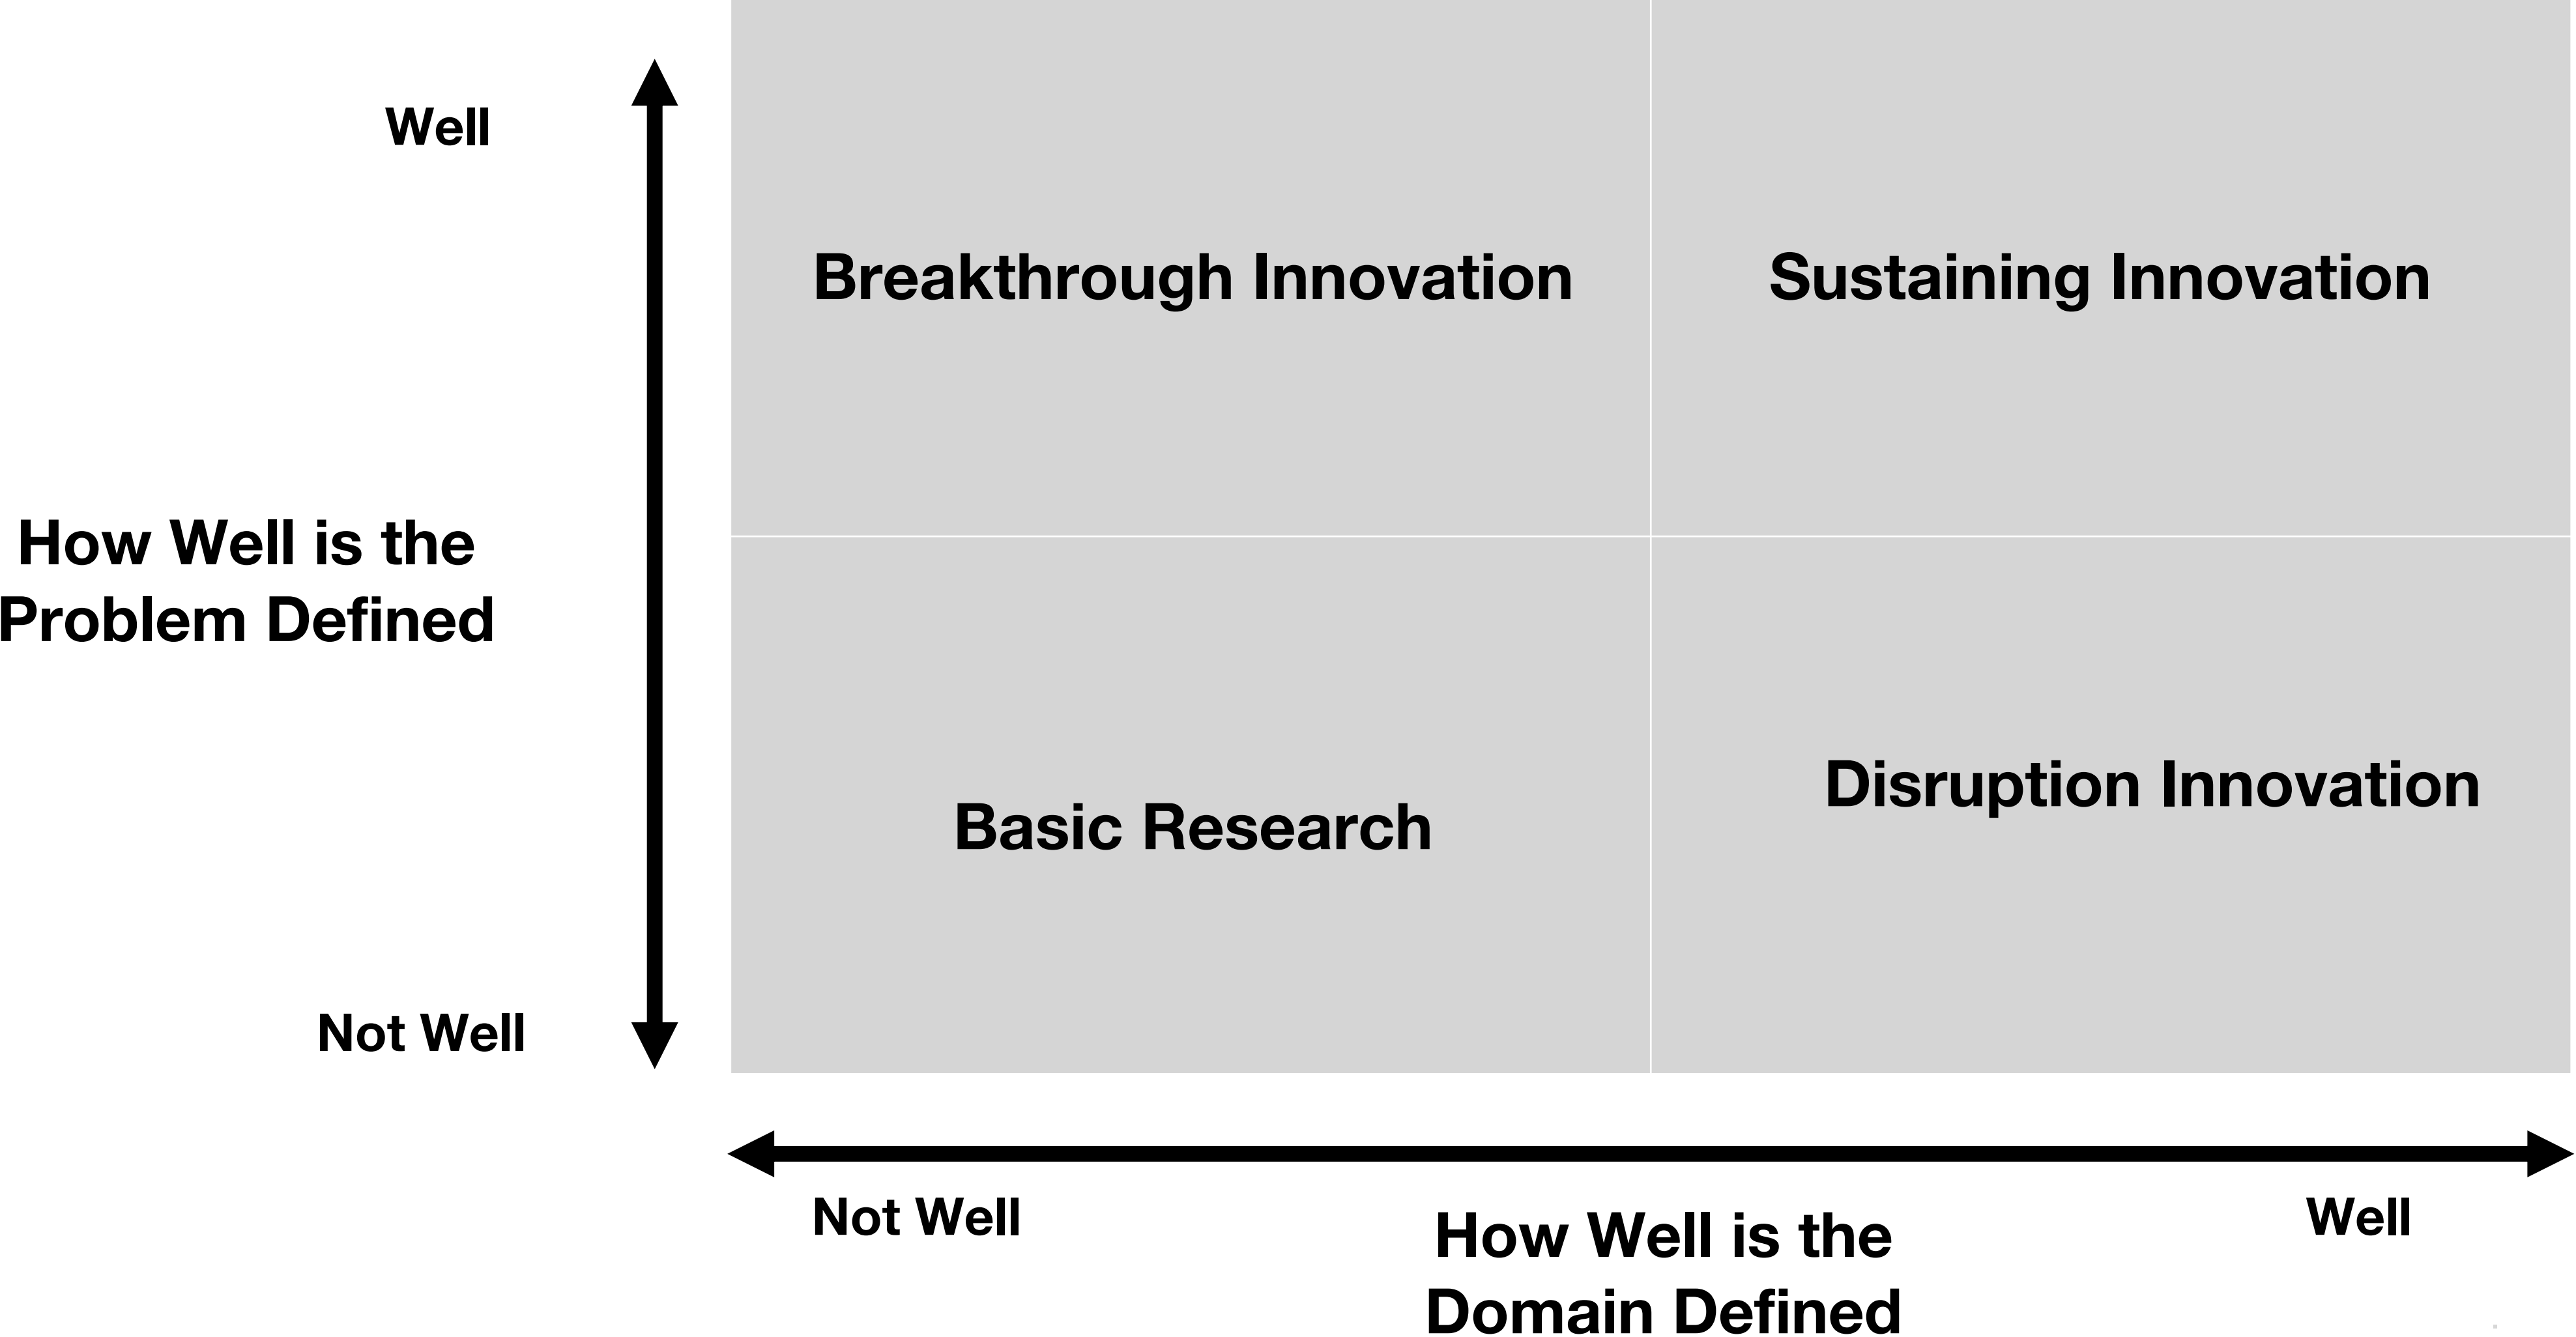 Well
Breakthrough Innovation
Sustaining Innovation
How Well is the
Problem Defined
Disruption Innovation
Basic Research
Not Well
Not Well
Well
How Well is the
Domain Defined